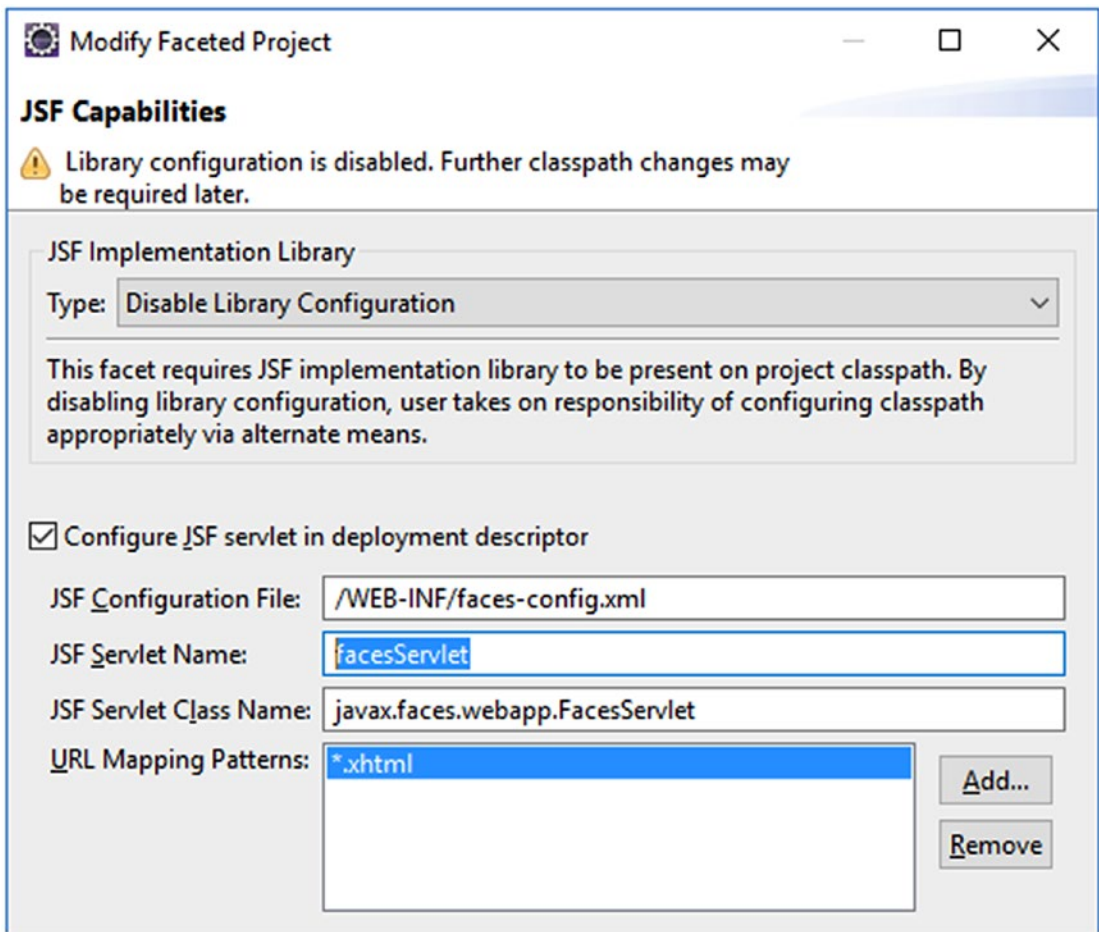 Modify Faceted Project
JSF Capabilities
Library configuration is disabled. Further classpath changes may
be required later.
JSF Implementation Library
Type: Disable Library Configuration
This facet requires JSF implementation library to be present on project classpath. By
disabling library configuration, user takes on responsibility of configuring classpath
appropriately via alternate means.
Configure JSF servlet in deployment descriptor
JSF Configuration File: /WEB-INF/faces-config.xml
JSF Servlet Name: facesServlet
JSF Servlet Class Name: javax.faces.webapp.FacesServlet
URL Mapping Patterns: *.xhtml
Add...
Remove